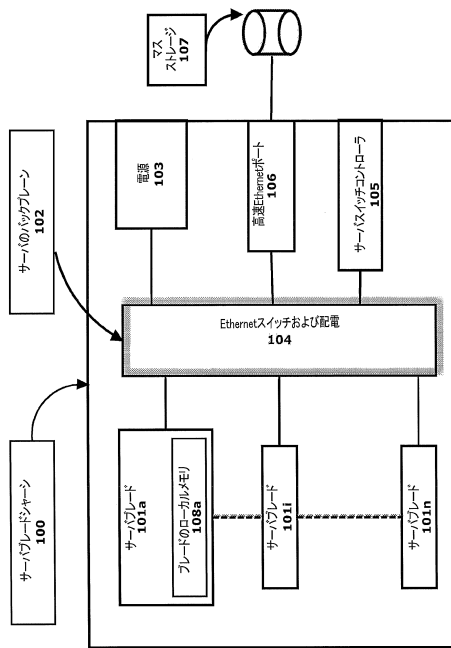 サーバブレードシャーシ
100
サーバのバックプレーン
102
マス
ストレージ
107
サーバブレード
101a
ブレードのローカルメモリ
108a
サーバブレード
101i
サーバブレード
101n
Ethernetスイッチおよび配電
104
電源
103
高速Ethernetポート
106
サーバスイッチコントローラ
105